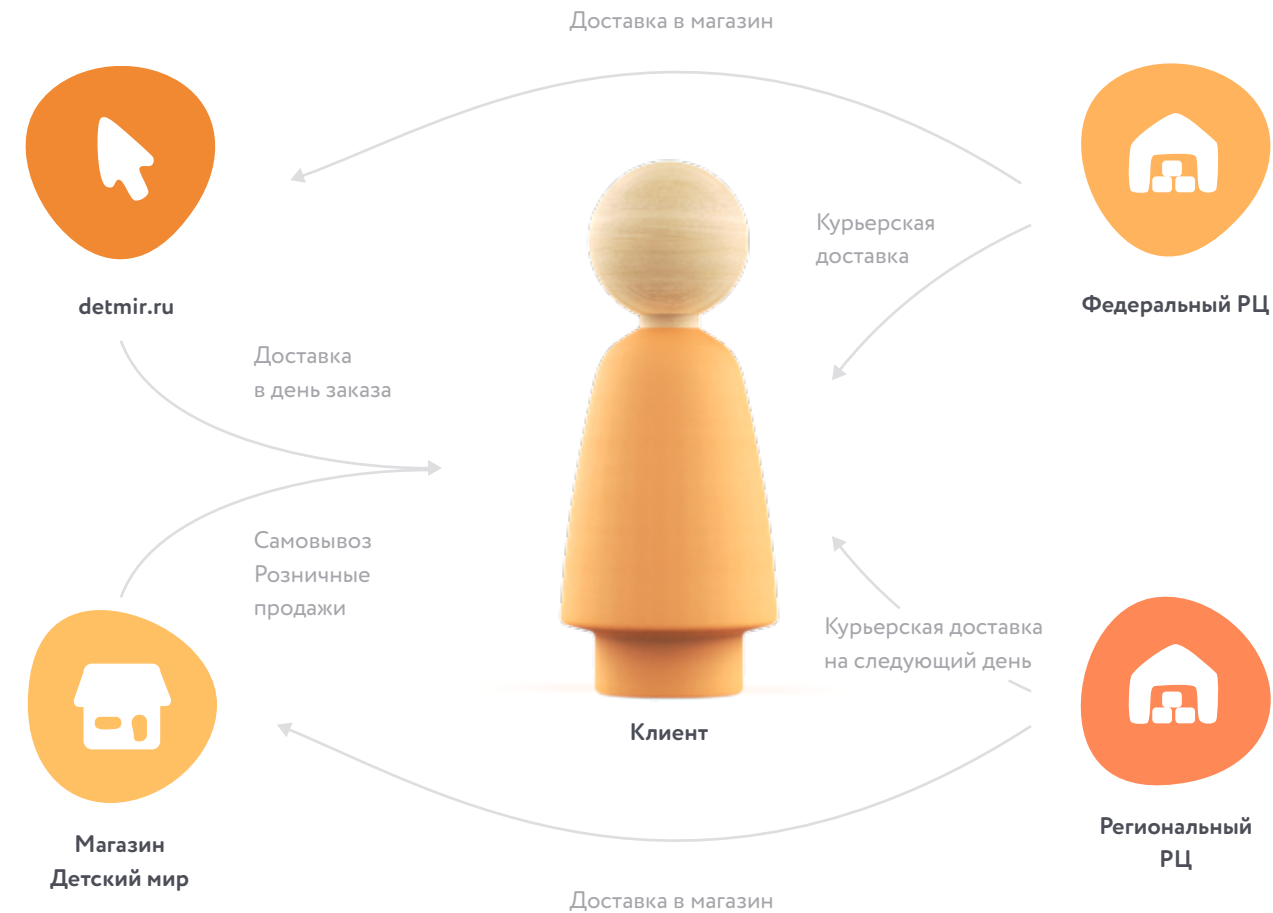 Доставка в магазин
Курьерская
доставка
detmir.ru
Федеральный РЦ
Доставка
в день заказа
Самовывоз
Розничные
продажи
Курьерская доставка
на следующий день
Клиент
Магазин
Детский мир
Региональный
РЦ
Доставка в магазин